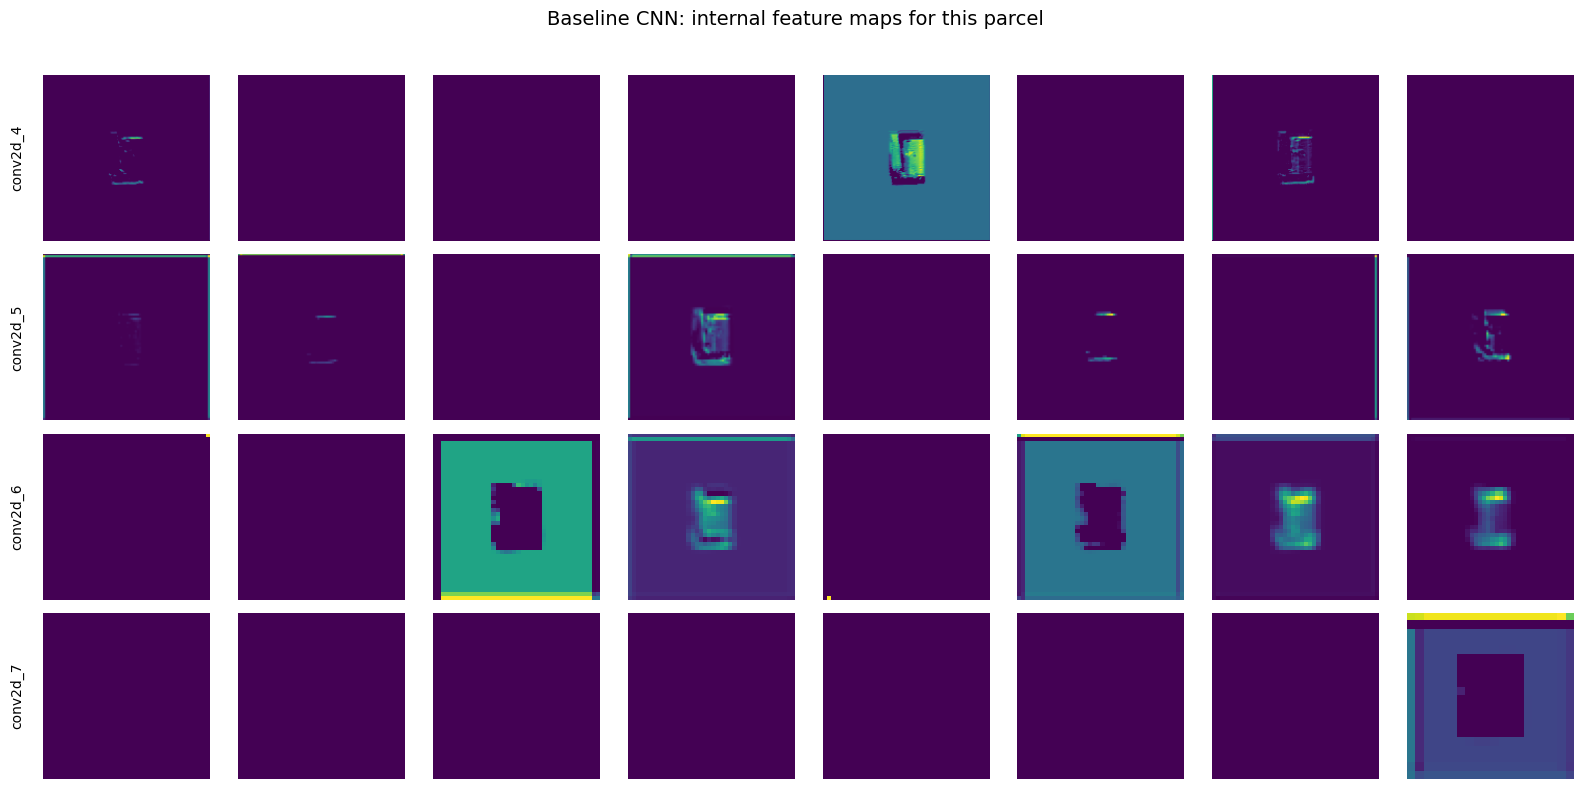 Baseline CNN: internal feature maps for this parcel
conv2d_4
conv2d_5
conv2d_6
conv2d_7